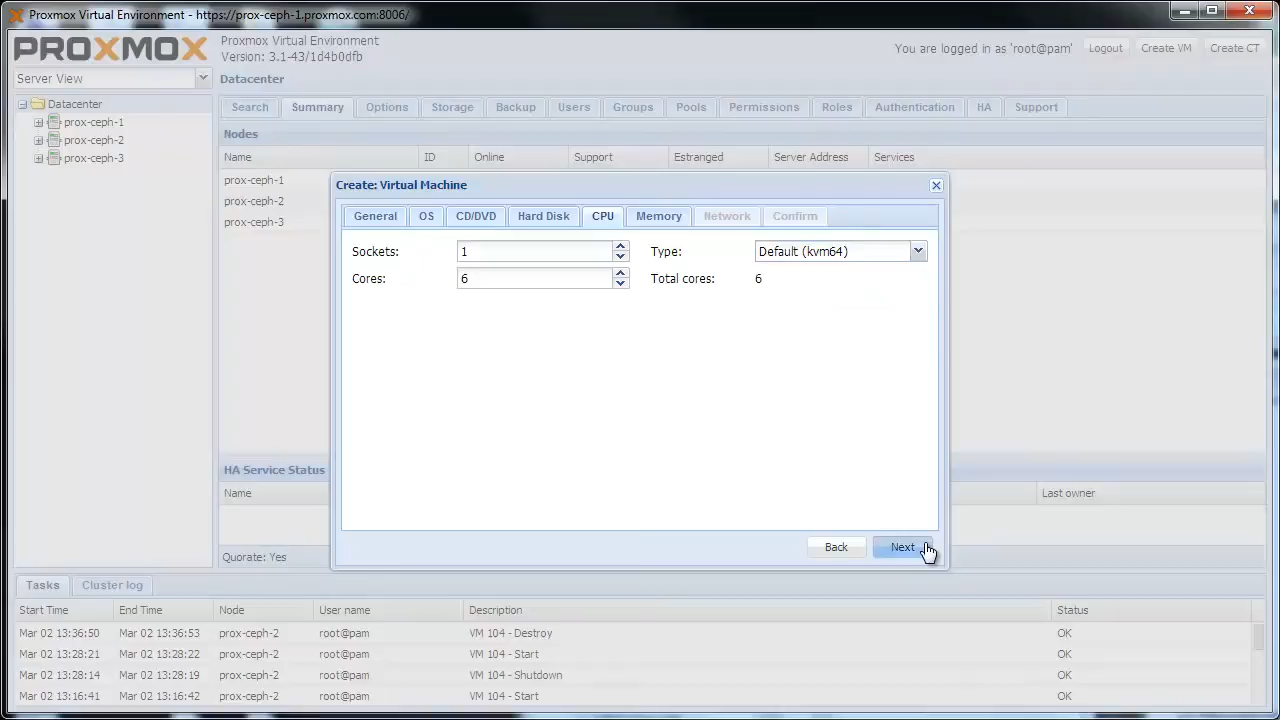 Proxmox Virtual Environment - https://prox-ceph-1.proxmox.com:8006/
PROXMOX
Proxmox Virtual Environment
Version: 3.1-43/1d4b0dfb
You are logged in as 'root@pam' Logout Create VM Create CT
Server View
Datacenter
Datacenter
prox-ceph-1
prox-ceph-2
prox-ceph-3
Search Summary Options Storage Backup Users Groups Pools Permissions Roles Authentication HA Support
Nodes
Name ID Online Support Estranged Server Address Services
prox-ceph-1
prox-ceph-2
prox-ceph-3
Create: Virtual Machine
General OS CD/DVD Hard Disk CPU Memory Network Confirm
Sockets: 1 Type: Default (kvm64)
Cores: 6 Total cores: 6
Back Next
HA Service Status
Name Last owner
Quorate: Yes
Tasks Cluster log
Start Time End Time Node User name Description Status
Mar 02 13:36:50 Mar 02 13:36:53 prox-ceph-2 root@pam VM 104 - Destroy OK
Mar 02 13:28:21 Mar 02 13:28:22 prox-ceph-2 root@pam VM 104 - Start OK
Mar 02 13:28:14 Mar 02 13:28:19 prox-ceph-2 root@pam VM 104 - Shutdown OK
Mar 02 13:16:41 Mar 02 13:16:42 prox-ceph-2 root@pam VM 104 - Start OK